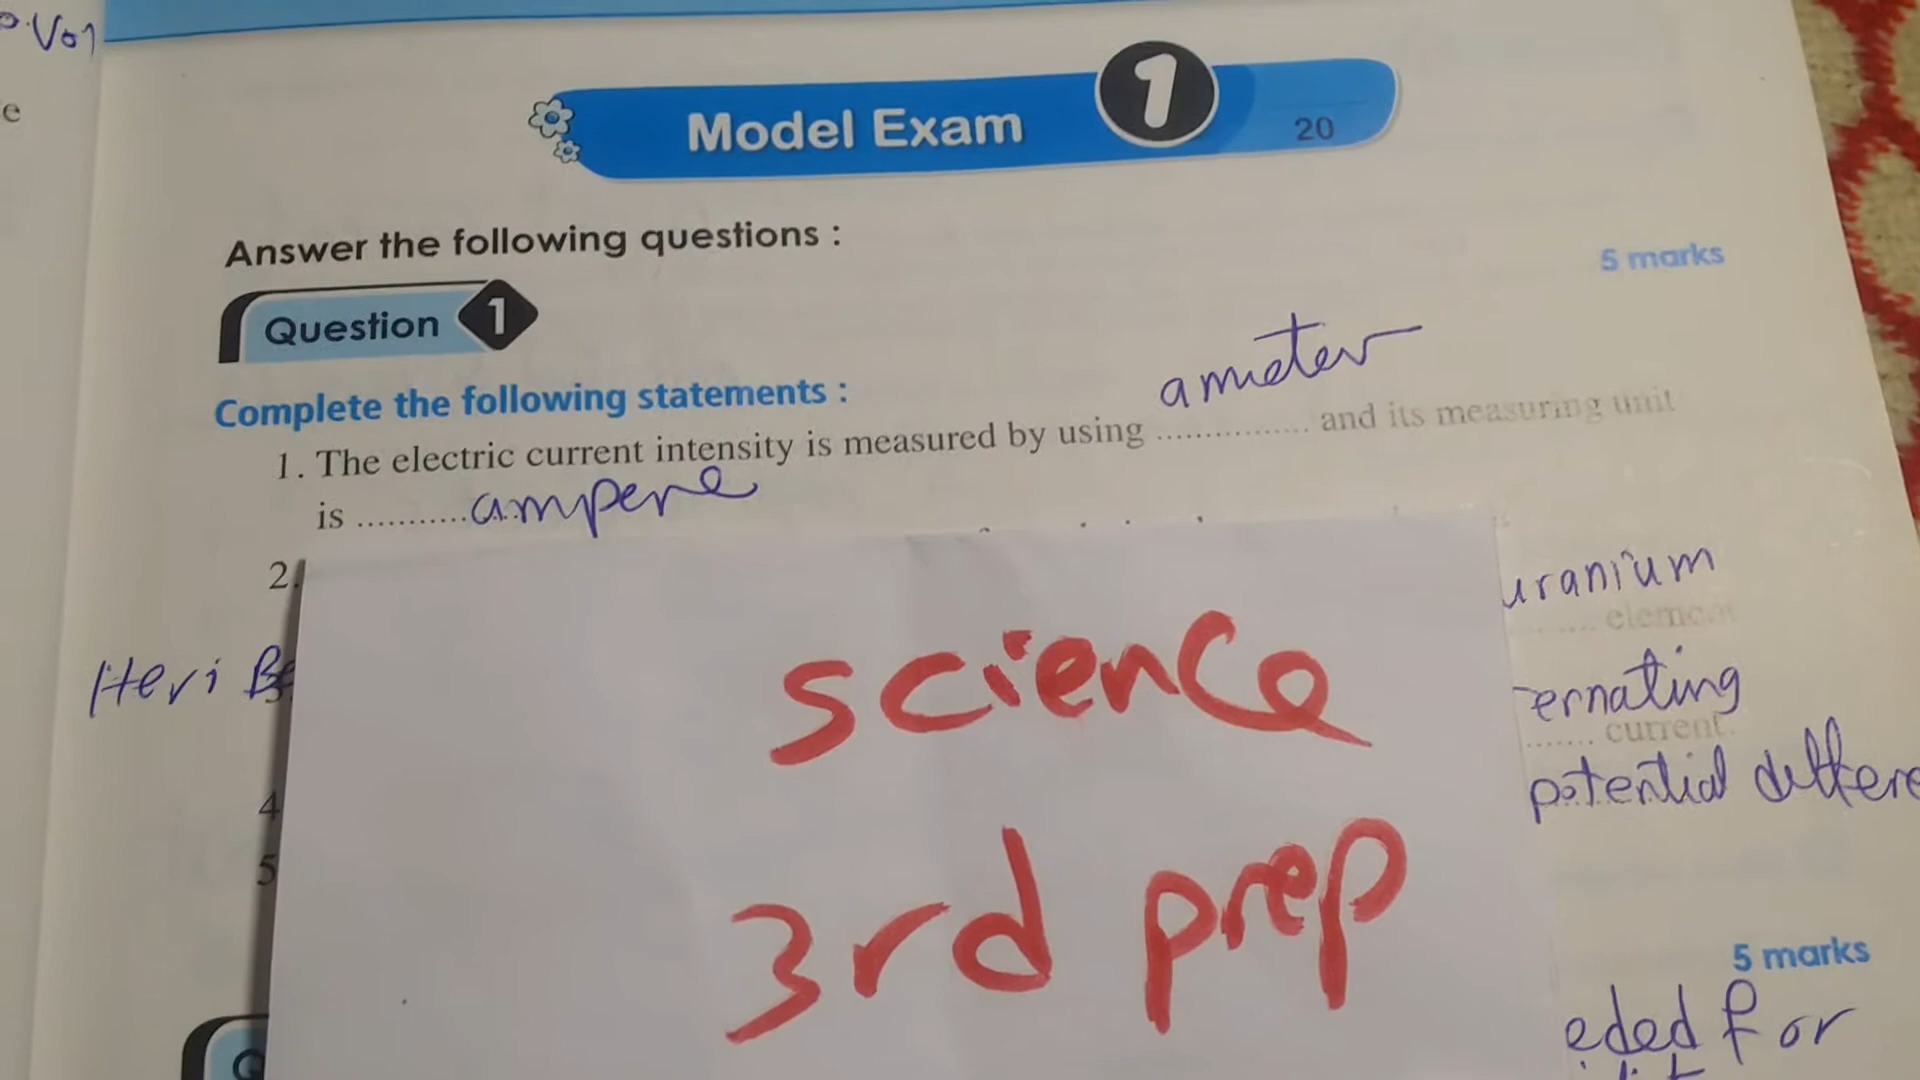 Model Exam 1
20
Answer the following questions :
5 marks
Question 1
Complete the following statements :
ameter
1. The electric current intensity is measured by using ............... and its measuring unit
is ........... ampere
2.
uranium
element
Heri
ernating
current.
potential differe
4
5
science
3rd prep
5 marks
eded for